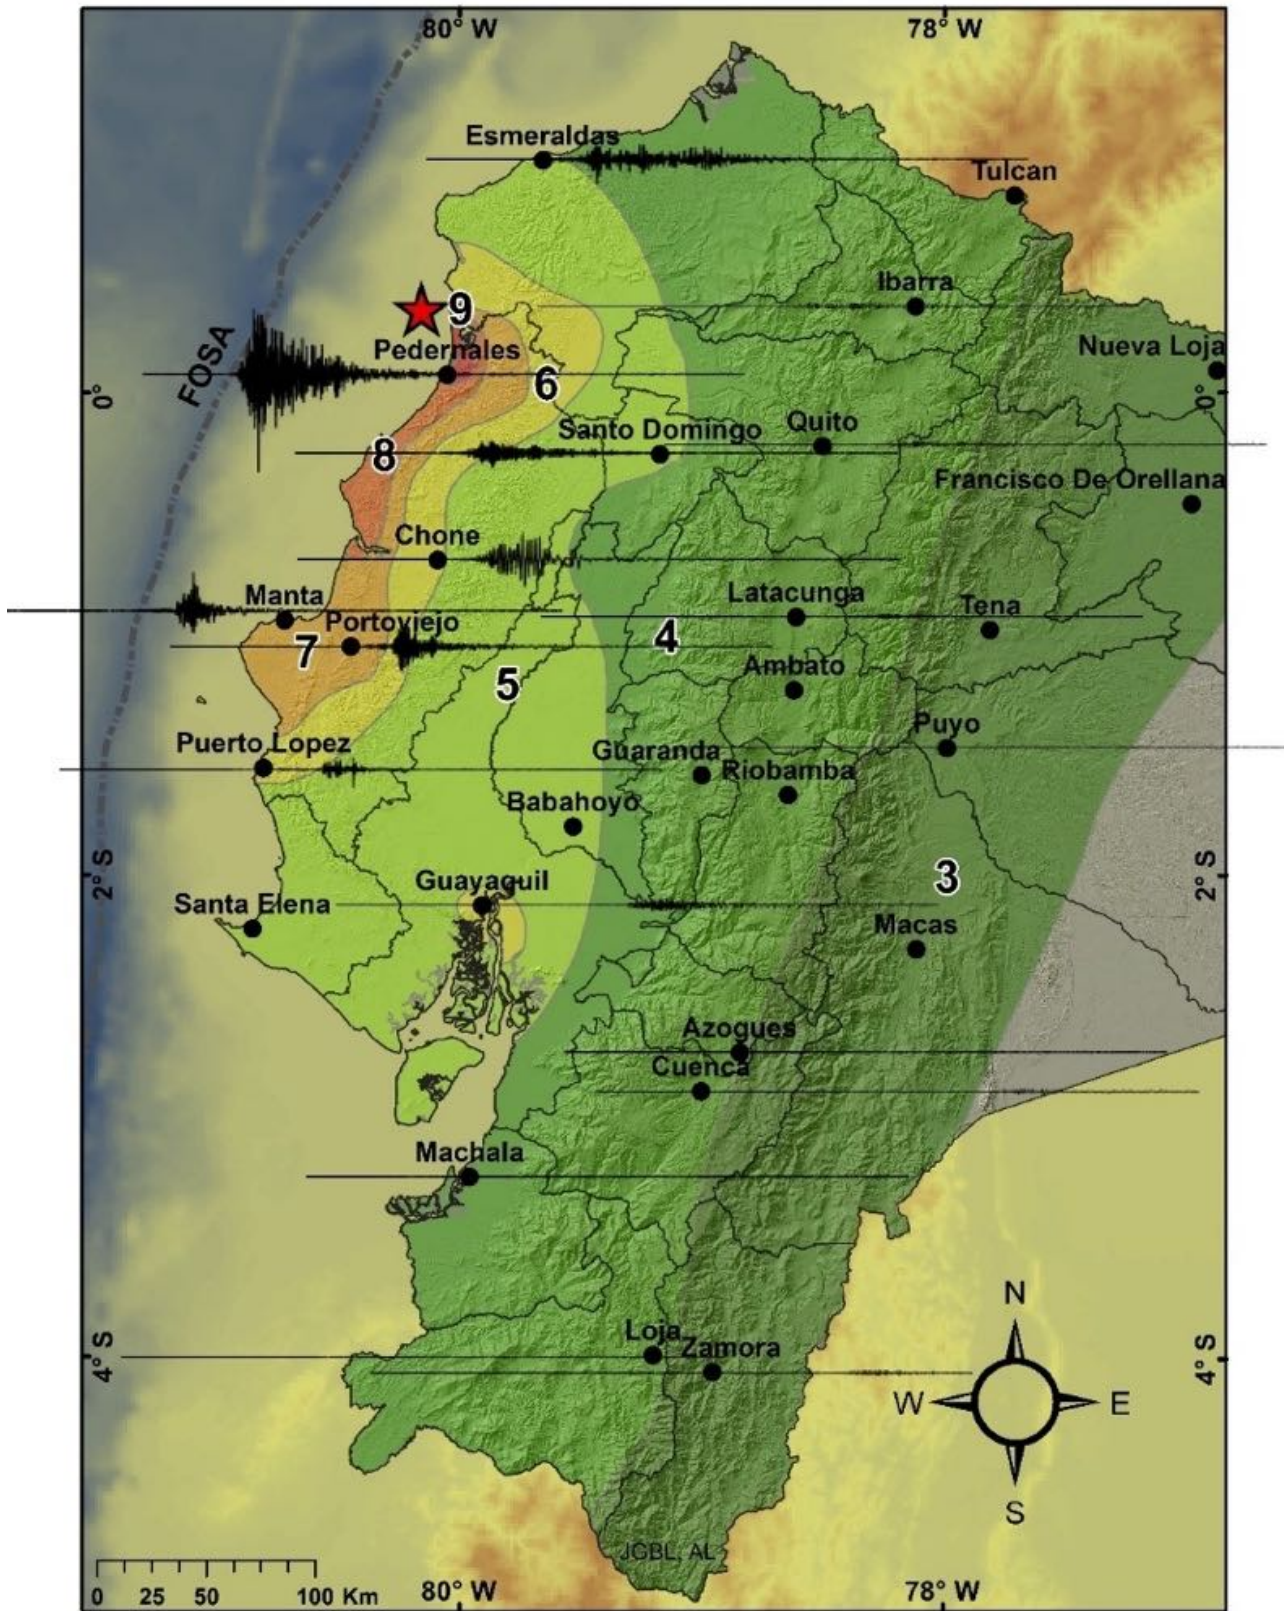 80° W
78° W
Esmeraldas
Tulcan
Ibarra
9
Nueva Loja
Pedernales
FOSA
6
0°
0°
Quito
Santo Domingo
8
Francisco De Orellana
Chone
Manta
Latacunga
Tena
Portoviejo
4
7
Ambato
5
Puyo
Puerto Lopez
Guaranda
Riobamba
Babahoyo
2° S
2° S
3
Guayaquil
Santa Elena
Macas
Azogues
Cuenca
Machala
N
Loja
Zamora
4° S
4° S
W
E
S
JGBL, AL
0 25 50 100 Km
80° W
78° W